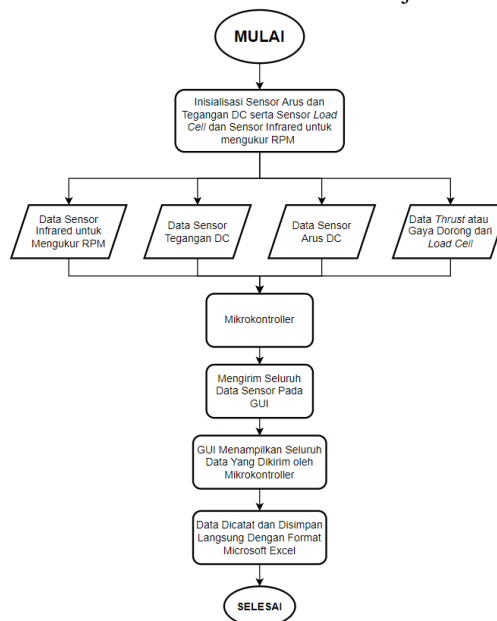 MULAI
Inisialisasi Sensor Arus dan
Tegangan DC serta Sensor Load
Cell dan Sensor Infrared untuk
mengukur RPM
Data Sensor
Infrared untuk
Mengukur RPM
Data Sensor
Tegangan DC
Data Sensor
Arus DC
Data Thrust atau
Gaya Dorong dari
Load Cell
Mikrokontroller
Mengirim Seluruh
Data Sensor Pada
GUI
GUI Menampilkan Seluruh
Data Yang Dikirim oleh
Mikrokontroller
Data Dicatat dan Disimpan
Langsung Dengan Format
Microsoft Excel
SELESAI